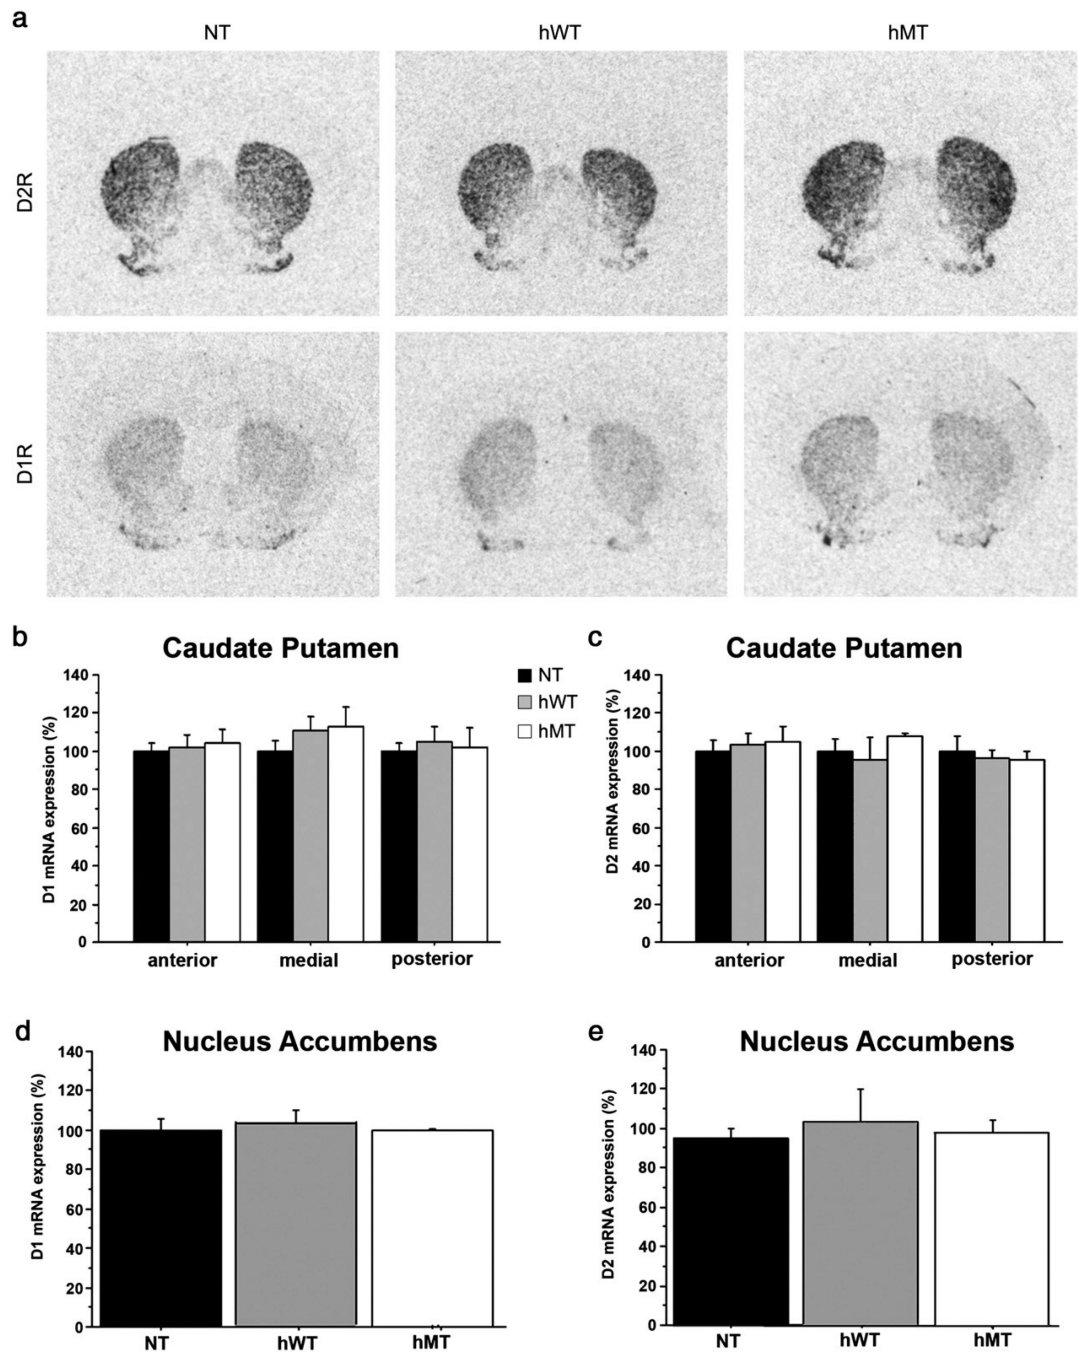 a
NT hWT hMT
D2R
D1R
b
Caudate Putamen
D1 mRNA expression (%)
140
120
100
80
60
40
20
0
anterior medial posterior
NT
hWT
hMT
c
Caudate Putamen
D2 mRNA expression (%)
140
120
100
80
60
40
20
0
anterior medial posterior
d
Nucleus Accumbens
D1 mRNA expression (%)
140
120
100
80
60
40
20
0
NT hWT hMT
e
Nucleus Accumbens
D2 mRNA expression (%)
140
120
100
80
60
40
20
0
NT hWT hMT